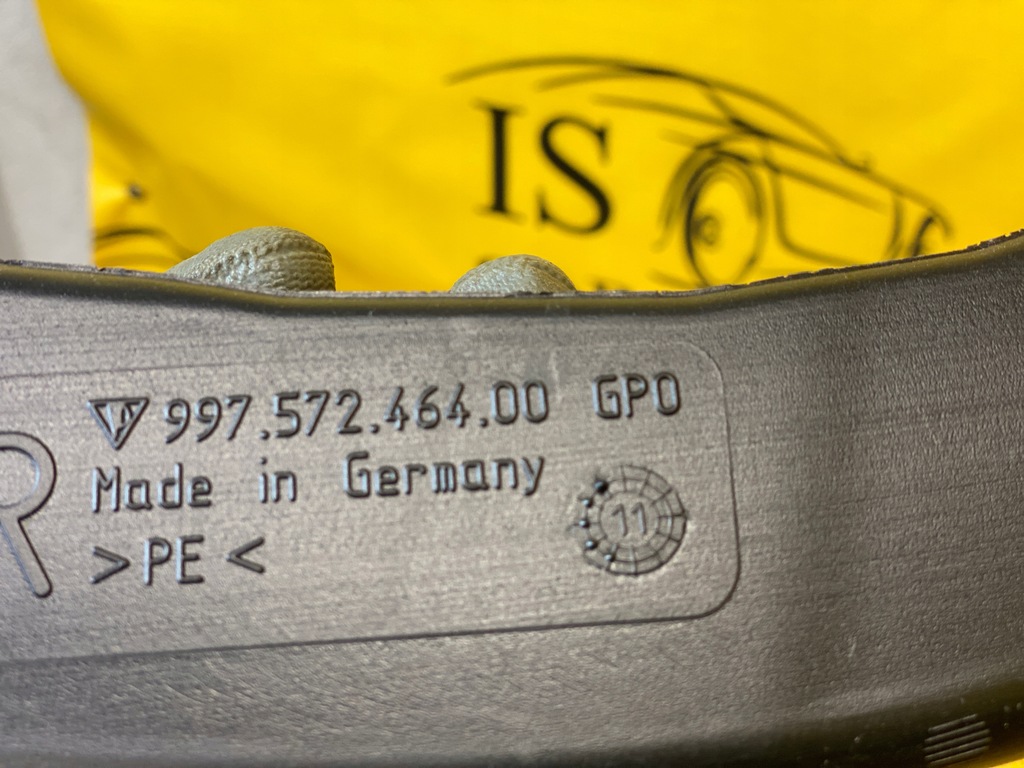 IS
997.572.464.00 GPO
Made in Germany
R
>PE<
11